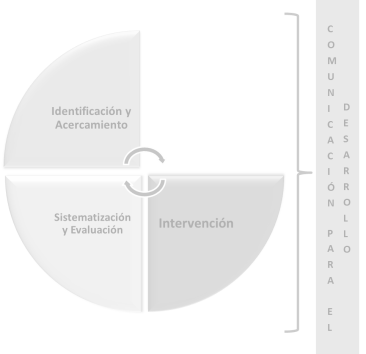 Identificación y
Acercamiento
Sistematización
y Evaluación
Intervención
COMUNICACIÓN PARA EL
DESARROLLO